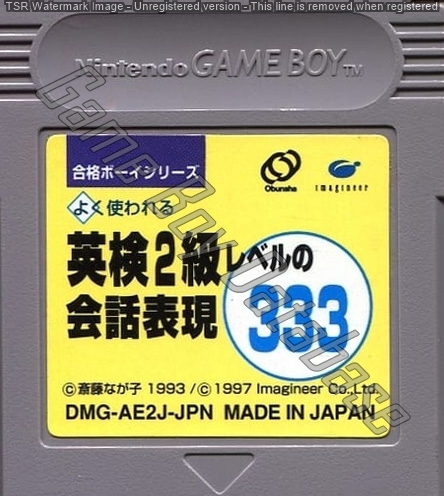 TSR Watermark Image - Unregistered version - This line is removed when registered
Nintendo GAME BOY TM
合格ボーイシリーズ
Obunsha
imagineer
よく使われる
英検2級レベルの
会話表現
333
©斎藤なが子 1993 /©1997 Imagineer Co.,Ltd.
DMG-AE2J-JPN MADE IN JAPAN
Game Boy Database